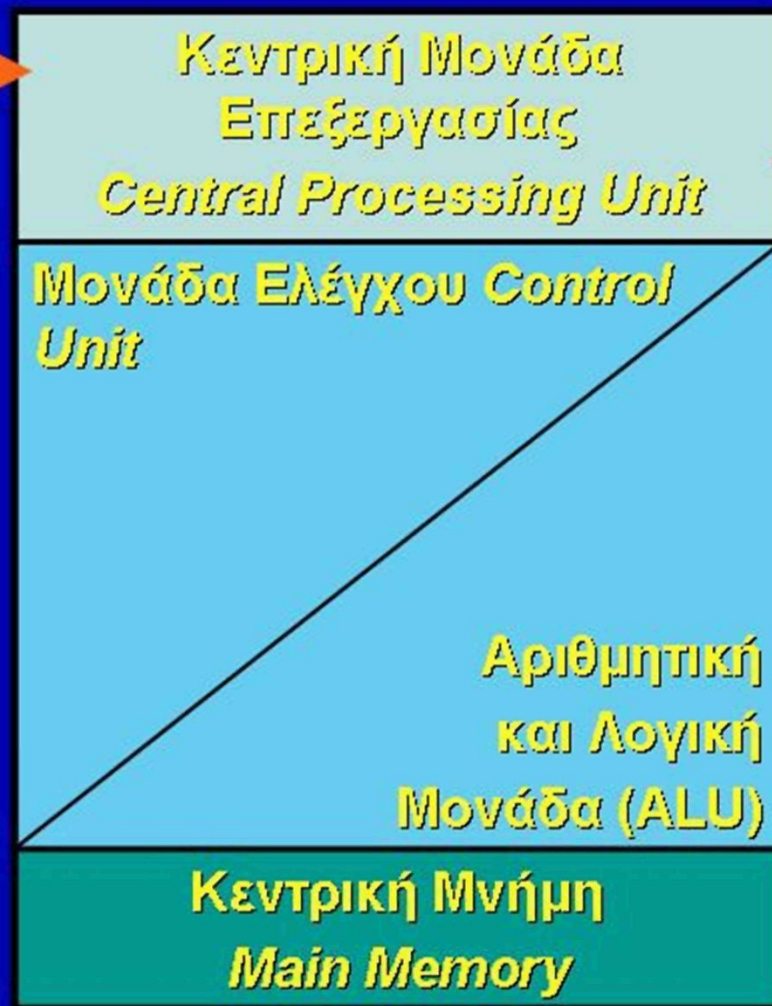 Κεντρική Μονάδα
Επεξεργασίας
Central Processing Unit
Μονάδα Ελέγχου Control
Unit
Αριθμητική
και Λογική
Μονάδα (ALU)
Κεντρική Μνήμη
Main Memory